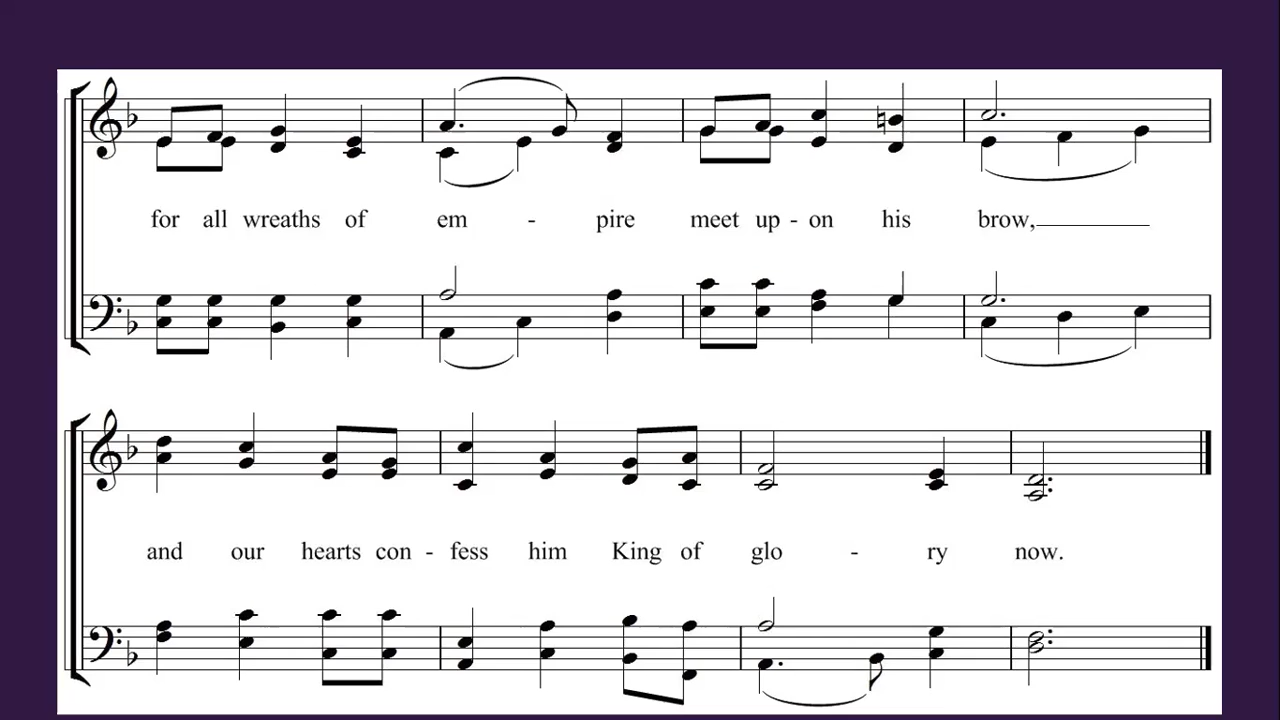 for all wreaths of em - pire meet up - on his brow,
and our hearts con - fess him King of glo - ry now.